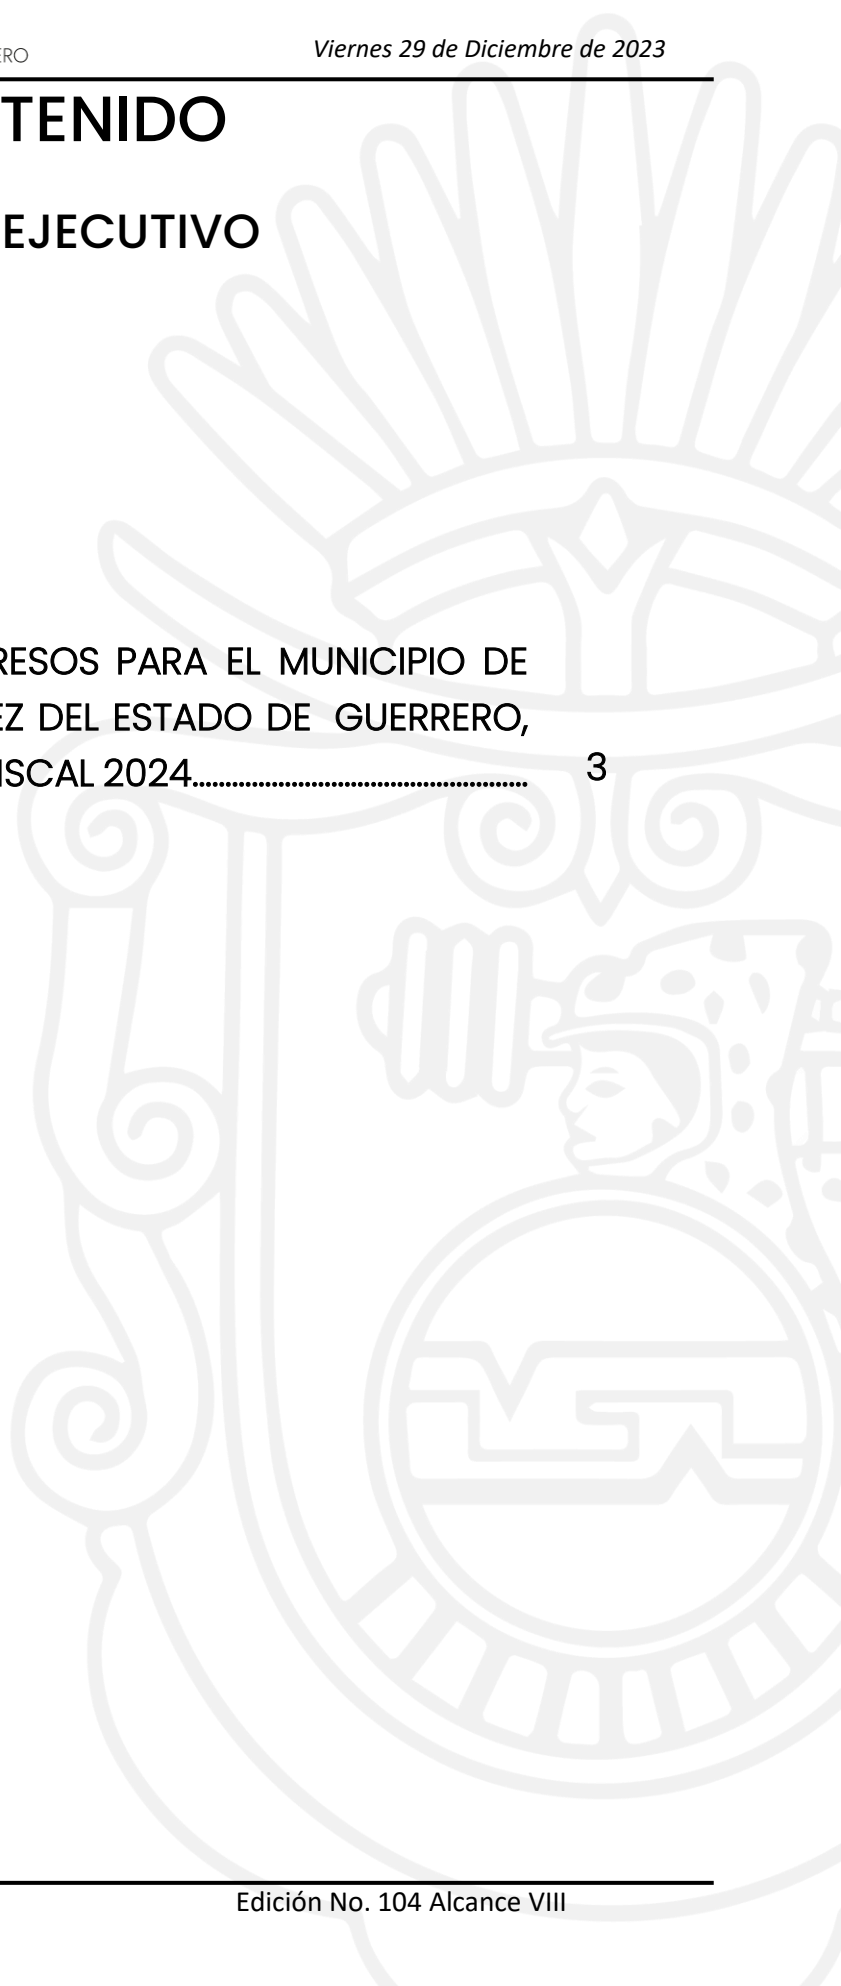 ERO
Viernes 29 de Diciembre de 2023
TENIDO
EJECUTIVO
RESOS PARA EL MUNICIPIO DE
EZ DEL ESTADO DE GUERRERO,
ISCAL 2024................................................... 3
Edición No. 104 Alcance VIII